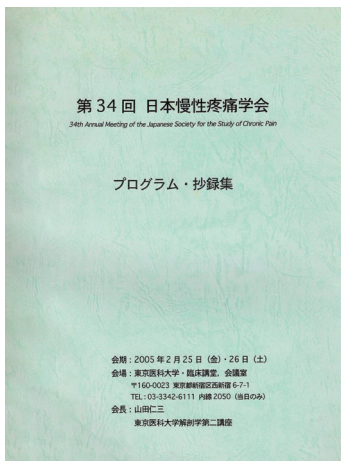 第34回 日本慢性疼痛学会
34th Annual Meeting of the Japanese Society for the Study of Chronic Pain
プログラム・抄録集
会期：2005年2月25日（金）・26日（土）
会場：東京医科大学・臨床講堂，会議室
〒160-0023 東京都新宿区西新宿6-7-1
TEL：03-3342-6111 内線2050（当日のみ）
会長：山田仁三
東京医科大学解剖学第二講座